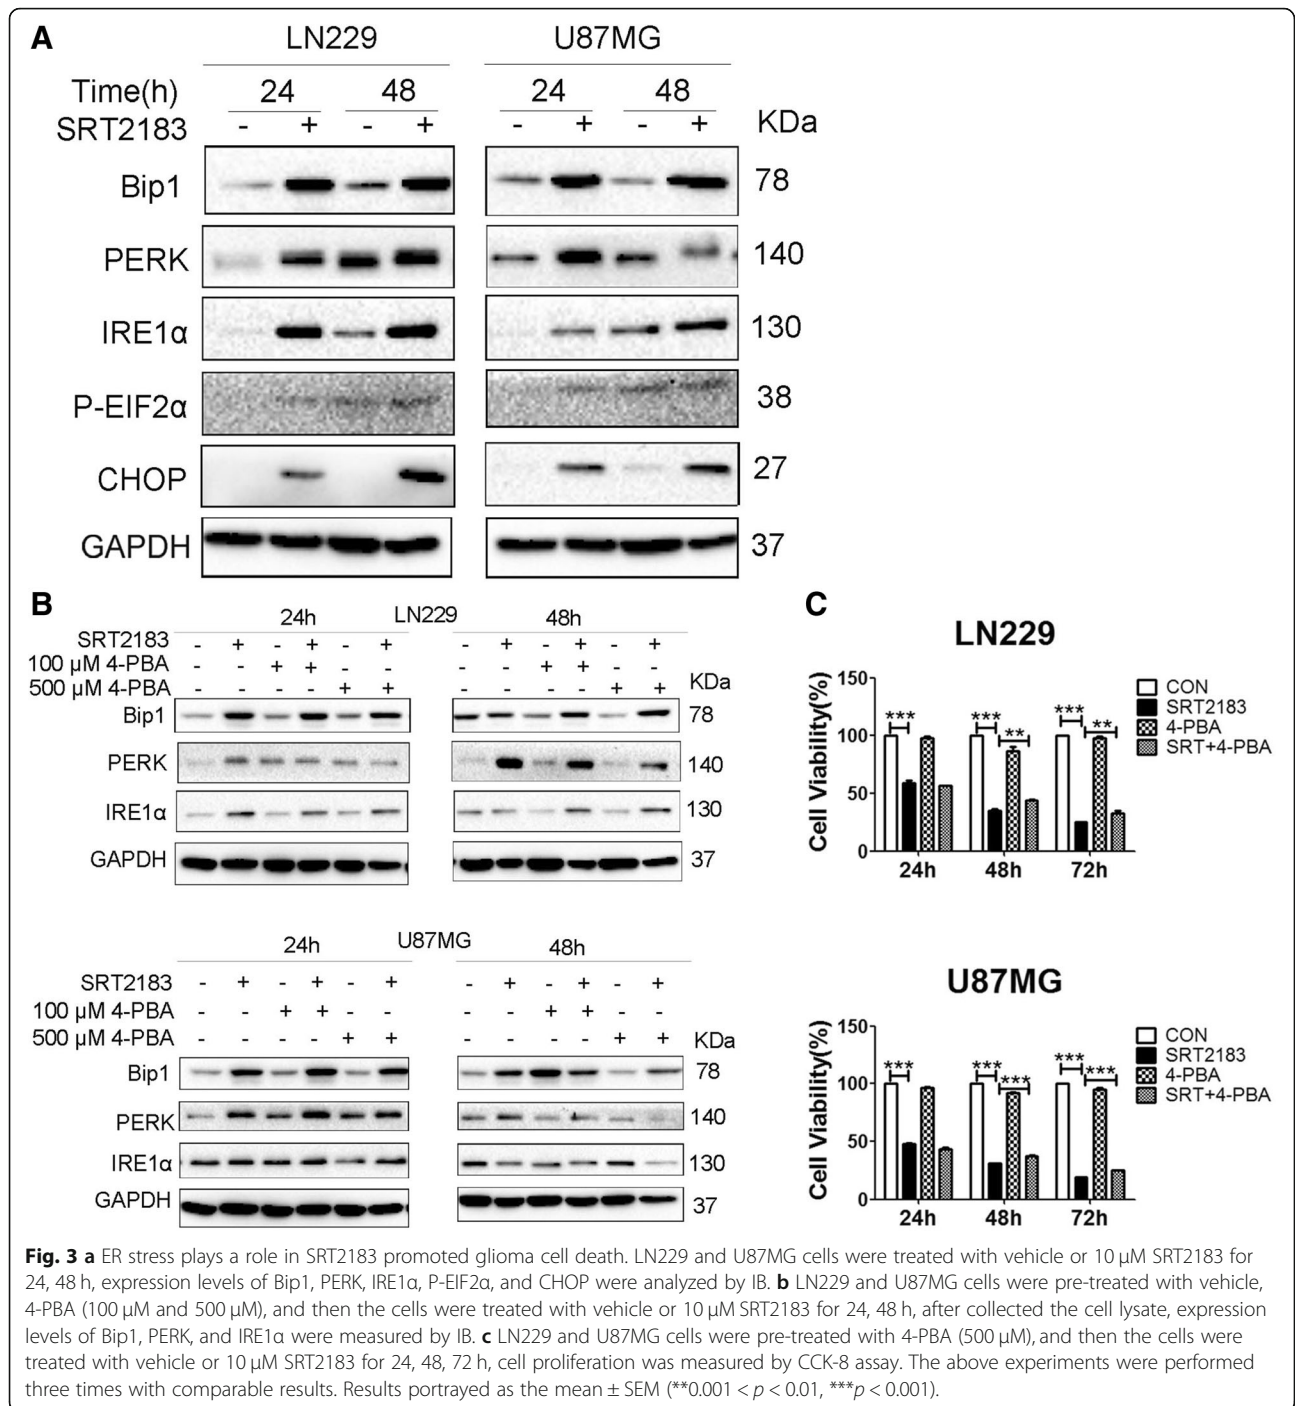 A
LN229 U87MG
Time(h) 24 48 24 48
SRT2183 - + - + - + - + KDa
Bip1 78
PERK 140
IRE1α 130
P-EIF2α 38
CHOP 27
GAPDH 37
B
24h LN229 48h
SRT2183 - + - + - + - + - + - +
100 µM 4-PBA - - + + - - - - + + - -
500 µM 4-PBA - - - - + + - - - - + + KDa
Bip1 78
PERK 140
IRE1α 130
GAPDH 37
24h U87MG 48h
SRT2183 - + - + - + - + - + - +
100 µM 4-PBA - - + + - - - - + + - -
500 µM 4-PBA - - - - + + - - - - + + KDa
Bip1 78
PERK 140
IRE1α 130
GAPDH 37
C
LN229
Cell Viability(%)
150
100
50
0
*** *** ** *** **
24h 48h 72h
CON
SRT2183
4-PBA
SRT+4-PBA
U87MG
Cell Viability(%)
150
100
50
0
*** *** *** *** ***
24h 48h 72h
CON
SRT2183
4-PBA
SRT+4-PBA
Fig. 3 a ER stress plays a role in SRT2183 promoted glioma cell death. LN229 and U87MG cells were treated with vehicle or 10 μM SRT2183 for
24, 48 h, expression levels of Bip1, PERK, IRE1α, P-EIF2α, and CHOP were analyzed by IB. b LN229 and U87MG cells were pre-treated with vehicle,
4-PBA (100 μM and 500 μM), and then the cells were treated with vehicle or 10 μM SRT2183 for 24, 48 h, after collected the cell lysate, expression
levels of Bip1, PERK, and IRE1α were measured by IB. c LN229 and U87MG cells were pre-treated with 4-PBA (500 μM), and then the cells were
treated with vehicle or 10 μM SRT2183 for 24, 48, 72 h, cell proliferation was measured by CCK-8 assay. The above experiments were performed
three times with comparable results. Results portrayed as the mean ± SEM (**0.001 < p < 0.01, ***p < 0.001).